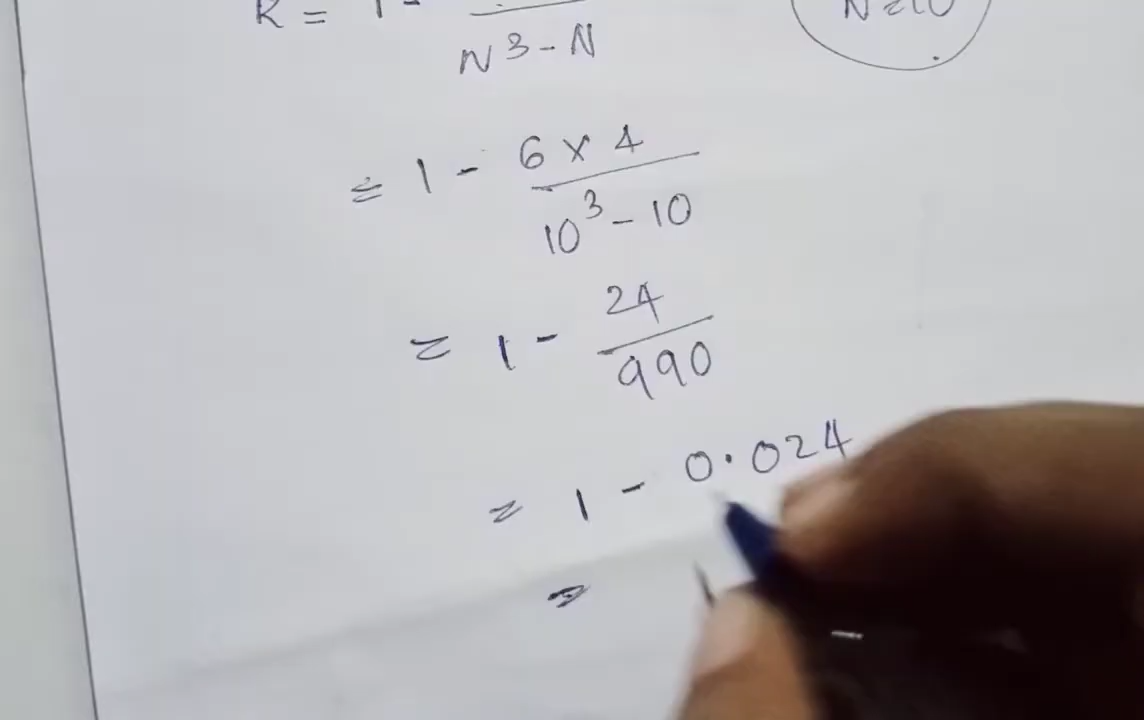 R = 1 -
N³ - N
N = 10
= 1 - 6 × 4
10³ - 10
= 1 - 24
990
= 1 - 0.024
=